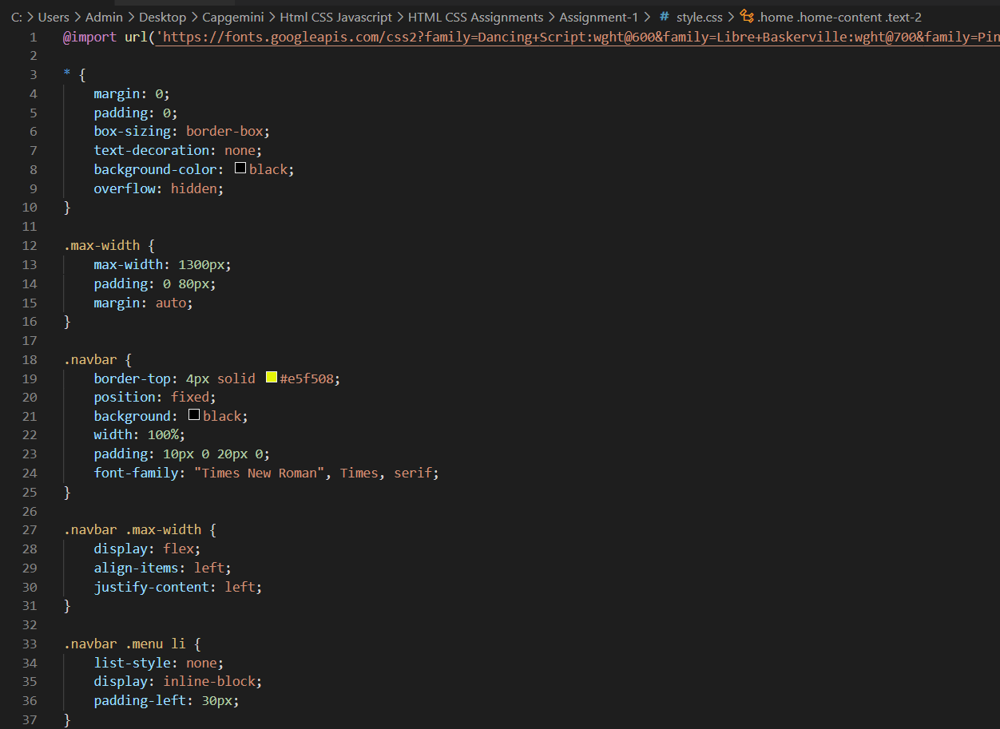 C: > Users > Admin > Desktop > Capgemini > Html CSS Javascript > HTML CSS Assignments > Assignment-1 > # style.css > .home .home-content .text-2
1 @import url('https://fonts.googleapis.com/css2?family=Dancing+Script:wght@600&family=Libre+Baskerville:wght@700&family=Pin
2
3 * {
4 margin: 0;
5 padding: 0;
6 box-sizing: border-box;
7 text-decoration: none;
8 background-color: black;
9 overflow: hidden;
10 }
11
12 .max-width {
13 max-width: 1300px;
14 padding: 0 80px;
15 margin: auto;
16 }
17
18 .navbar {
19 border-top: 4px solid #e5f508;
20 position: fixed;
21 background: black;
22 width: 100%;
23 padding: 10px 0 20px 0;
24 font-family: "Times New Roman", Times, serif;
25 }
26
27 .navbar .max-width {
28 display: flex;
29 align-items: left;
30 justify-content: left;
31 }
32
33 .navbar .menu li {
34 list-style: none;
35 display: inline-block;
36 padding-left: 30px;
37 }